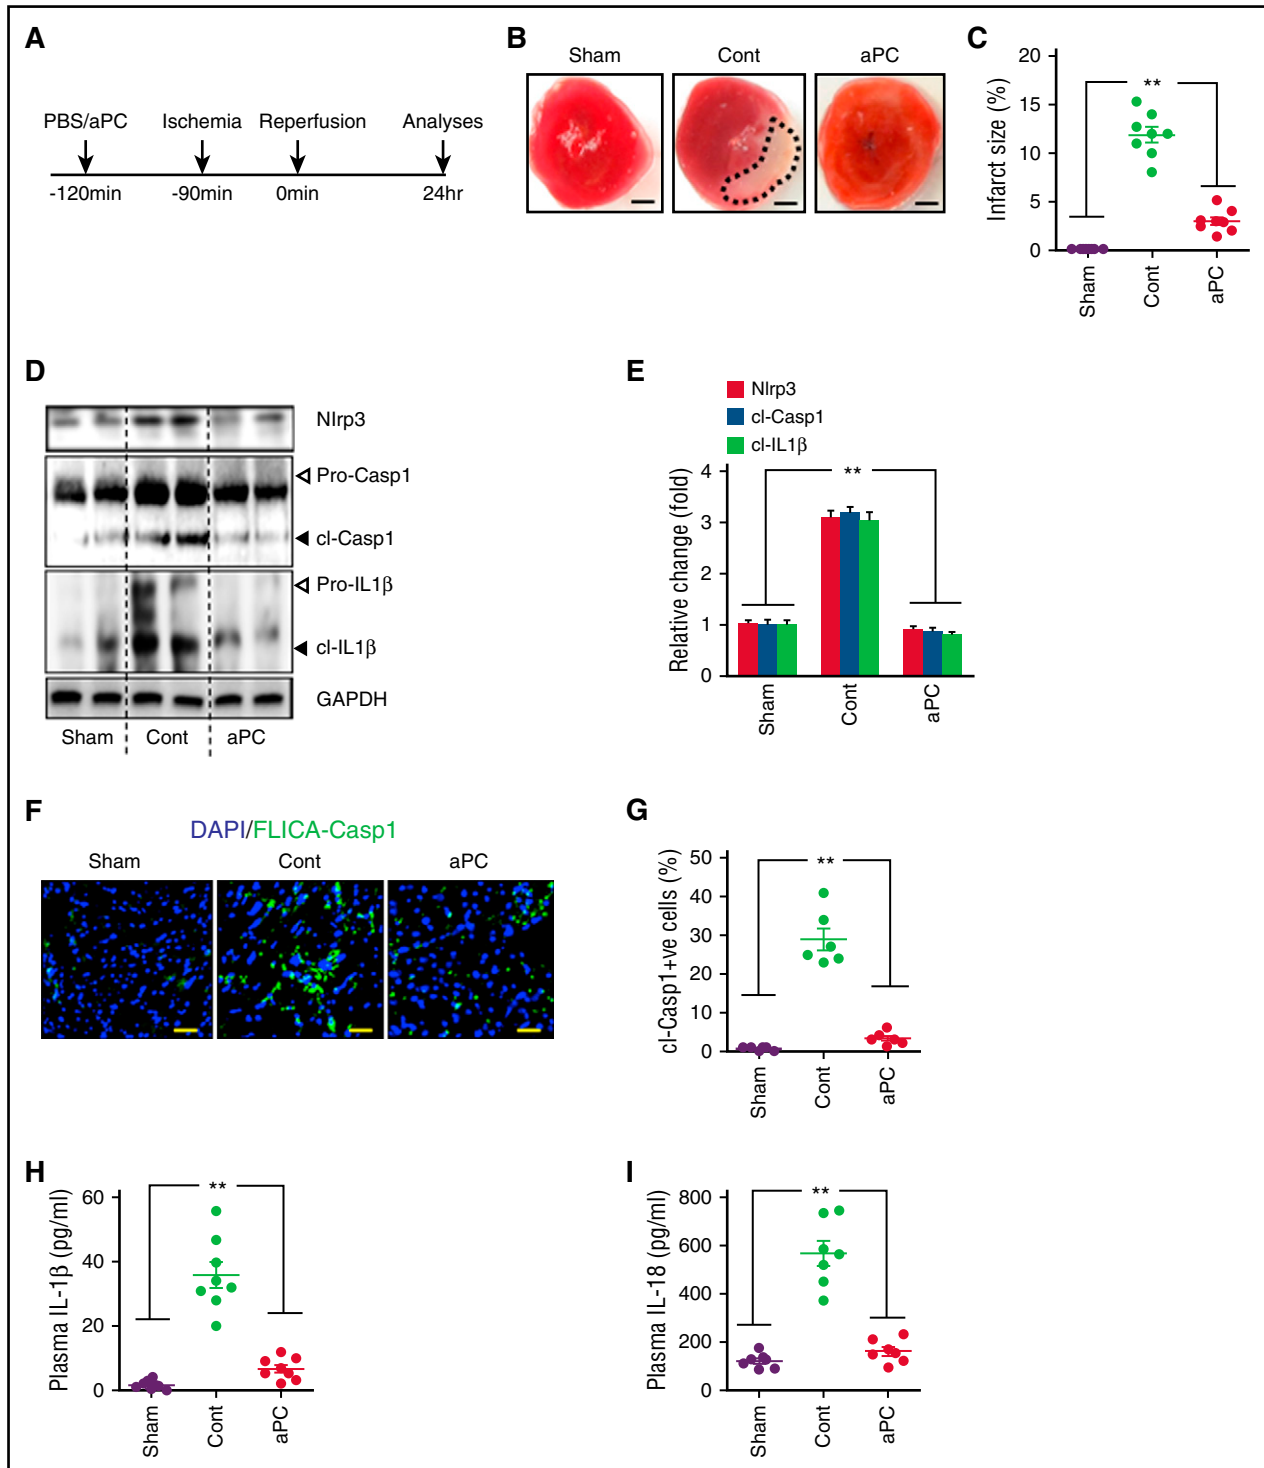 A
PBS/aPC Ischemia Reperfusion Analyses
-120min -90min 0min 24hr
B
Sham Cont aPC
C
Infarct size (%)
20
15
10
5
0
**
Sham Cont aPC
D
Nlrp3
Pro-Casp1
cl-Casp1
Pro-IL1β
cl-IL1β
GAPDH
Sham Cont aPC
E
Nlrp3
cl-Casp1
cl-IL1β
Relative change (fold)
4
3
2
1
0
**
Sham Cont aPC
F
DAPI/FLICA-Casp1
Sham Cont aPC
G
cl-Casp1+ve cells (%)
50
40
30
20
10
0
**
Sham Cont aPC
H
Plasma IL-1β (pg/ml)
60
40
20
0
**
Sham Cont aPC
I
Plasma IL-18 (pg/ml)
800
600
400
200
0
**
Sham Cont aPC